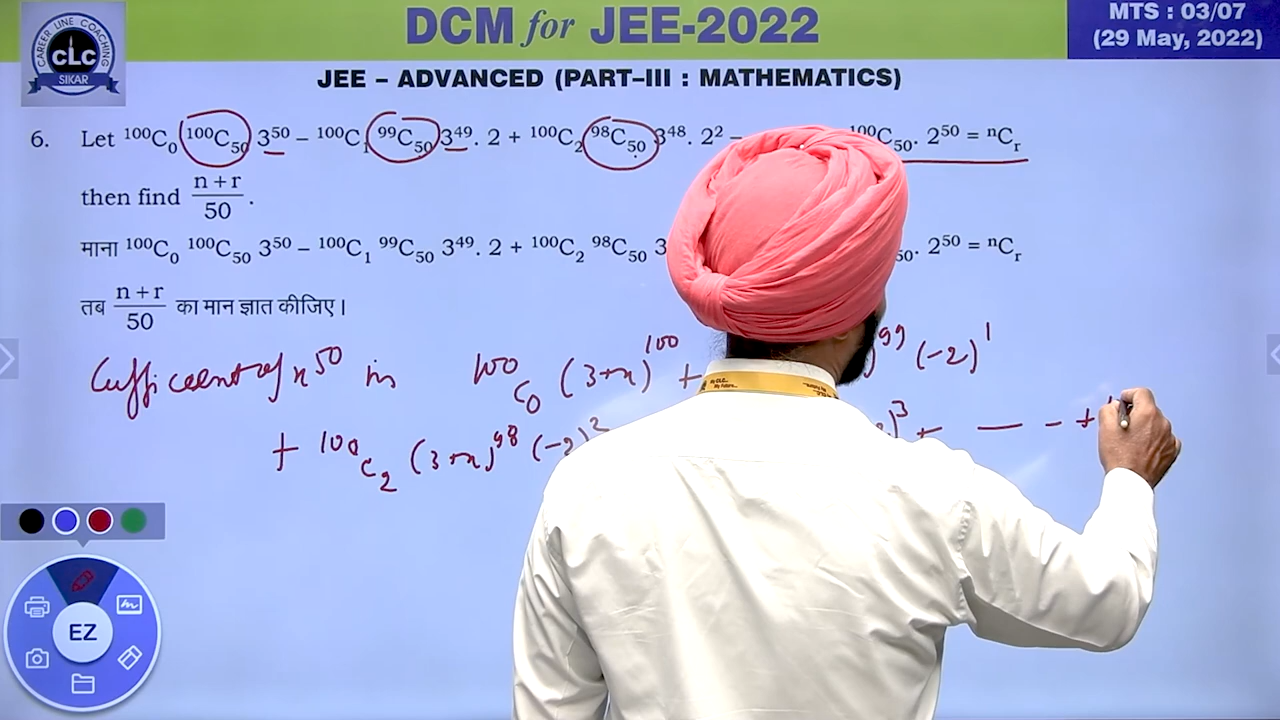 DCM for JEE-2022
MTS : 03/07
(29 May, 2022)
CAREER LINE COACHING
CLC
SIKAR
JEE – ADVANCED (PART–III : MATHEMATICS)
6. Let ¹⁰⁰C₀ ¹⁰⁰C₅₀ 3⁵⁰ – ¹⁰⁰C₁ ⁹⁹C₅₀ 3⁴⁹. 2 + ¹⁰⁰C₂ ⁹⁸C₅₀ 3⁴⁸. 2² – ¹⁰⁰C₅₀. 2⁵⁰ = ⁿCᵣ
then find (n + r)/50 .
माना ¹⁰⁰C₀ ¹⁰⁰C₅₀ 3⁵⁰ – ¹⁰⁰C₁ ⁹⁹C₅₀ 3⁴⁹. 2 + ¹⁰⁰C₂ ⁹⁸C₅₀ 3 ₅₀. 2⁵⁰ = ⁿCᵣ
तब (n + r)/50 का मान ज्ञात कीजिए।
x⁵⁰ in ¹⁰⁰C₀ (3+x)¹⁰⁰ + )⁹⁹ (-2)¹
+ ¹⁰⁰C₂ (3+x)⁹⁸ (-2)² )³ + — - +
EZ